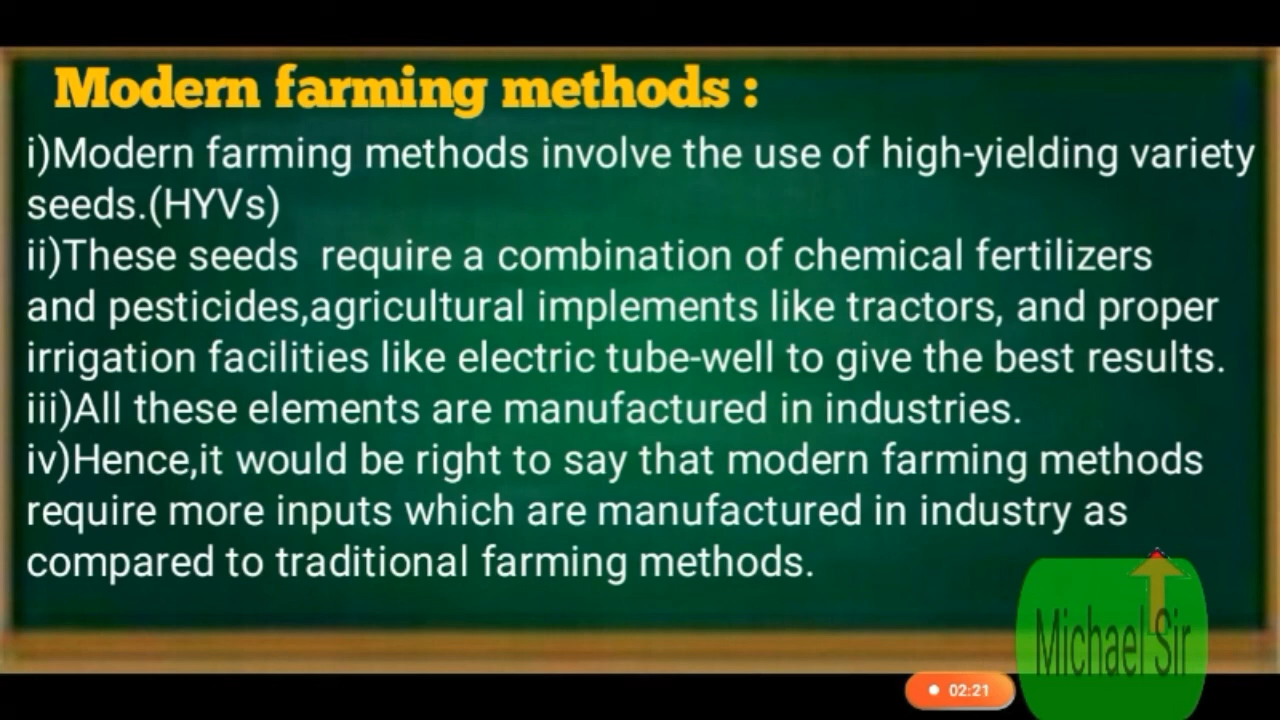 Modern farming methods :
i)Modern farming methods involve the use of high-yielding variety
seeds.(HYVs)
ii)These seeds  require a combination of chemical fertilizers
and pesticides,agricultural implements like tractors, and proper
irrigation facilities like electric tube-well to give the best results.
iii)All these elements are manufactured in industries.
iv)Hence,it would be right to say that modern farming methods
require more inputs which are manufactured in industry as
compared to traditional farming methods.
Michael Sir
02:21